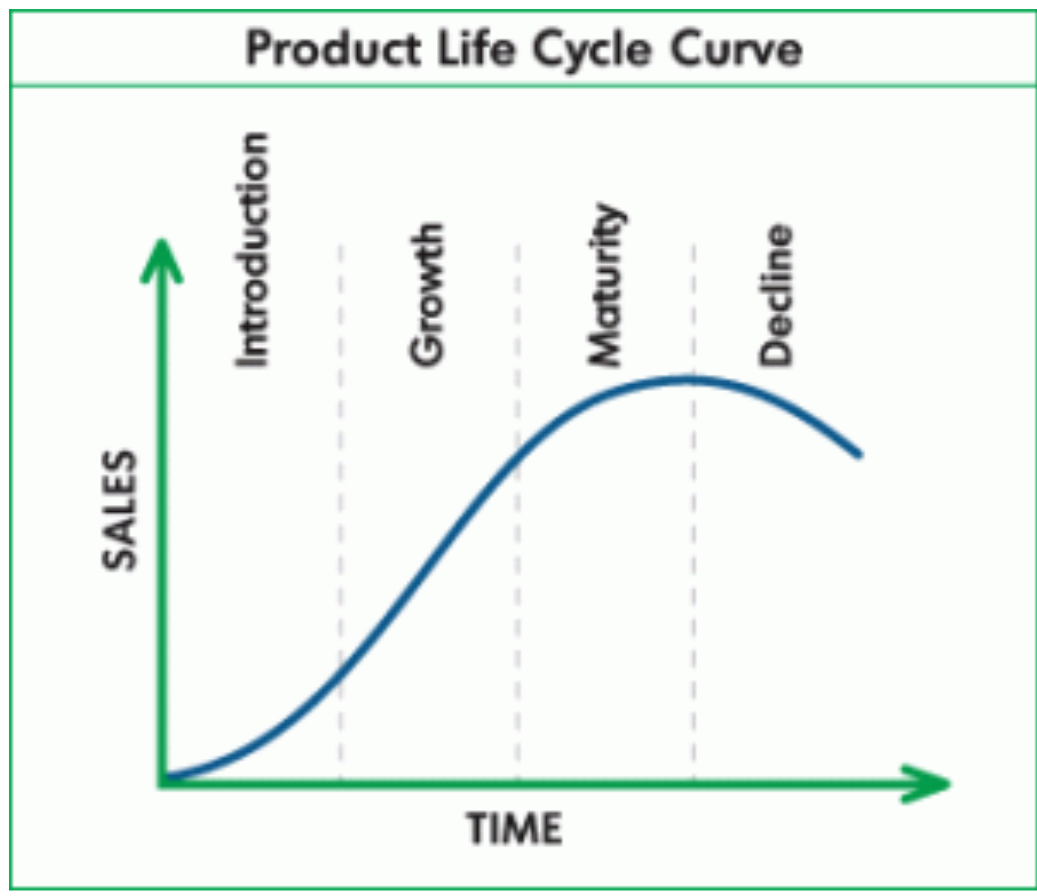 Product Life Cycle Curve
Introduction
Growth
Maturity
Decline
SALES
TIME